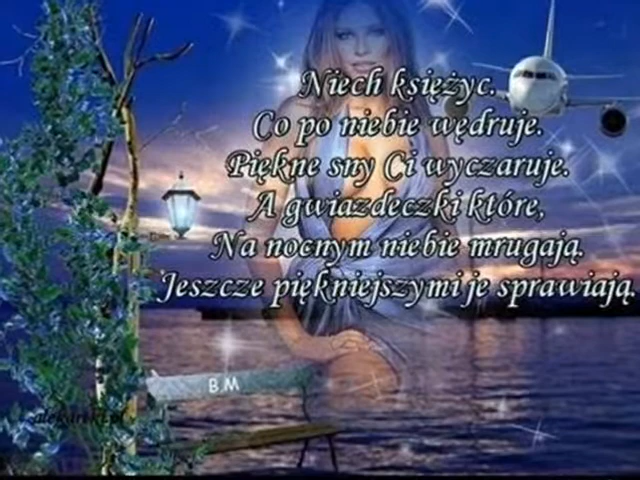 Niech księżyc.
Co po niebie wędruje.
Piękne sny Ci wyczaruje.
A gwiazdeczki które,
Na nocnym niebie mrugają.
Jeszcze piękniejszymi je sprawiają.
B.M